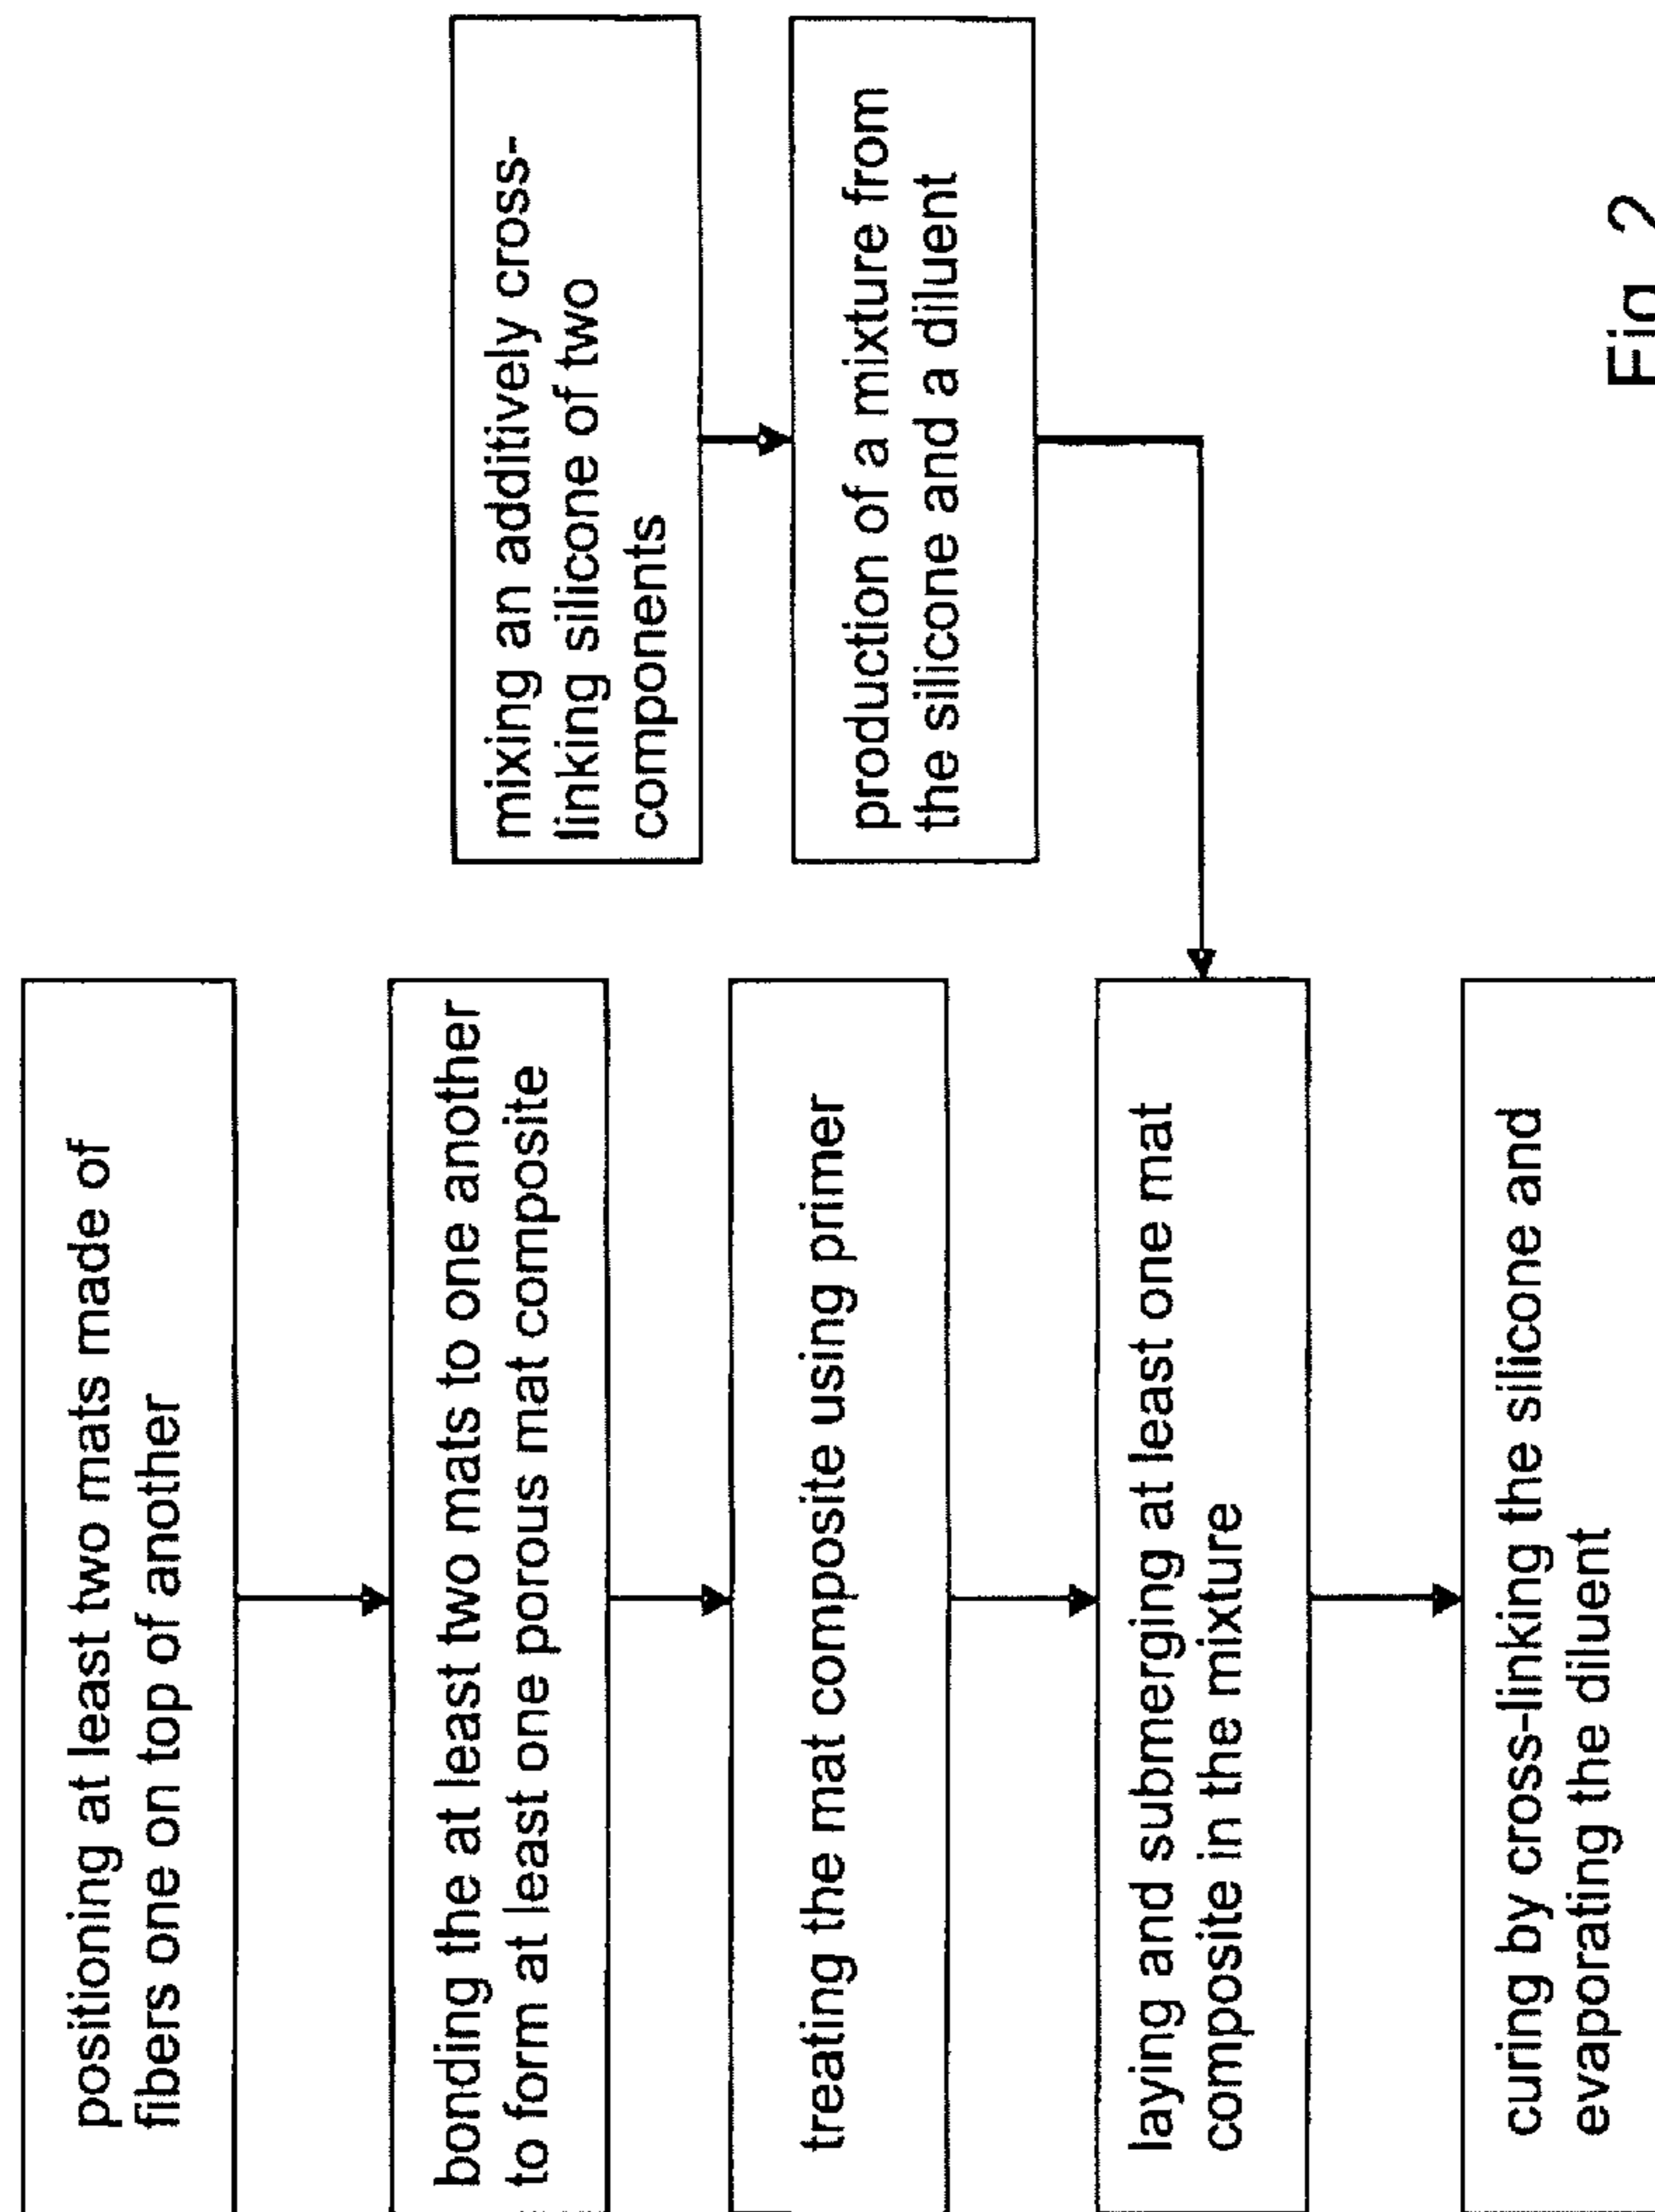 positioning at least two mats made of
fibers one on top of another
bonding the at least two mats to one another
to form at least one porous mat composite
treating the mat composite using primer
mixing an additively cross-
linking silicone of two
components
production of a mixture from
the silicone and a diluent
laying and submerging at least one mat
composite in the mixture
curing by cross-linking the silicone and
evaporating the diluent
Fig. 2